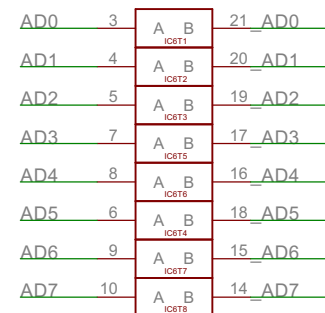 AD0 3 A B 21 _AD0
IC6T1
AD1 4 A B 20 _AD1
IC6T2
AD2 5 A B 19 _AD2
IC6T3
AD3 7 A B 17 _AD3
IC6T5
AD4 8 A B 16 _AD4
IC6T6
AD5 6 A B 18 _AD5
IC6T4
AD6 9 A B 15 _AD6
IC6T7
AD7 10 A B 14 _AD7
IC6T8